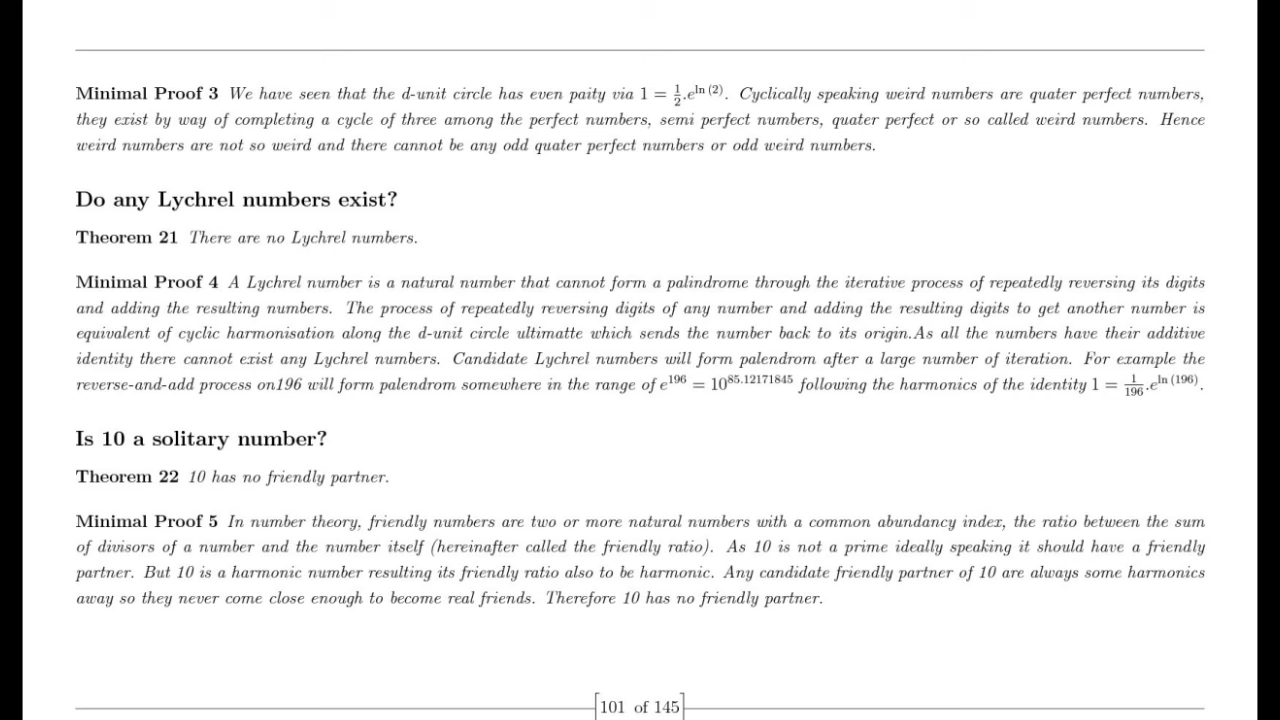 Minimal Proof 3 We have seen that the d-unit circle has even paity via 1 = 1/2.e^ln (2). Cyclically speaking weird numbers are quater perfect numbers,
they exist by way of completing a cycle of three among the perfect numbers, semi perfect numbers, quater perfect or so called weird numbers. Hence
weird numbers are not so weird and there cannot be any odd quater perfect numbers or odd weird numbers.
Do any Lychrel numbers exist?
Theorem 21 There are no Lychrel numbers.
Minimal Proof 4 A Lychrel number is a natural number that cannot form a palindrome through the iterative process of repeatedly reversing its digits
and adding the resulting numbers. The process of repeatedly reversing digits of any number and adding the resulting digits to get another number is
equivalent of cyclic harmonisation along the d-unit circle ultimatte which sends the number back to its origin.As all the numbers have their additive
identity there cannot exist any Lychrel numbers. Candidate Lychrel numbers will form palendrom after a large number of iteration. For example the
reverse-and-add process on196 will form palendrom somewhere in the range of e^196 = 10^85.12171845 following the harmonics of the identity 1 = 1/196.e^ln (196).
Is 10 a solitary number?
Theorem 22 10 has no friendly partner.
Minimal Proof 5 In number theory, friendly numbers are two or more natural numbers with a common abundancy index, the ratio between the sum
of divisors of a number and the number itself (hereinafter called the friendly ratio). As 10 is not a prime ideally speaking it should have a friendly
partner. But 10 is a harmonic number resulting its friendly ratio also to be harmonic. Any candidate friendly partner of 10 are always some harmonics
away so they never come close enough to become real friends. Therefore 10 has no friendly partner.
[101 of 145]